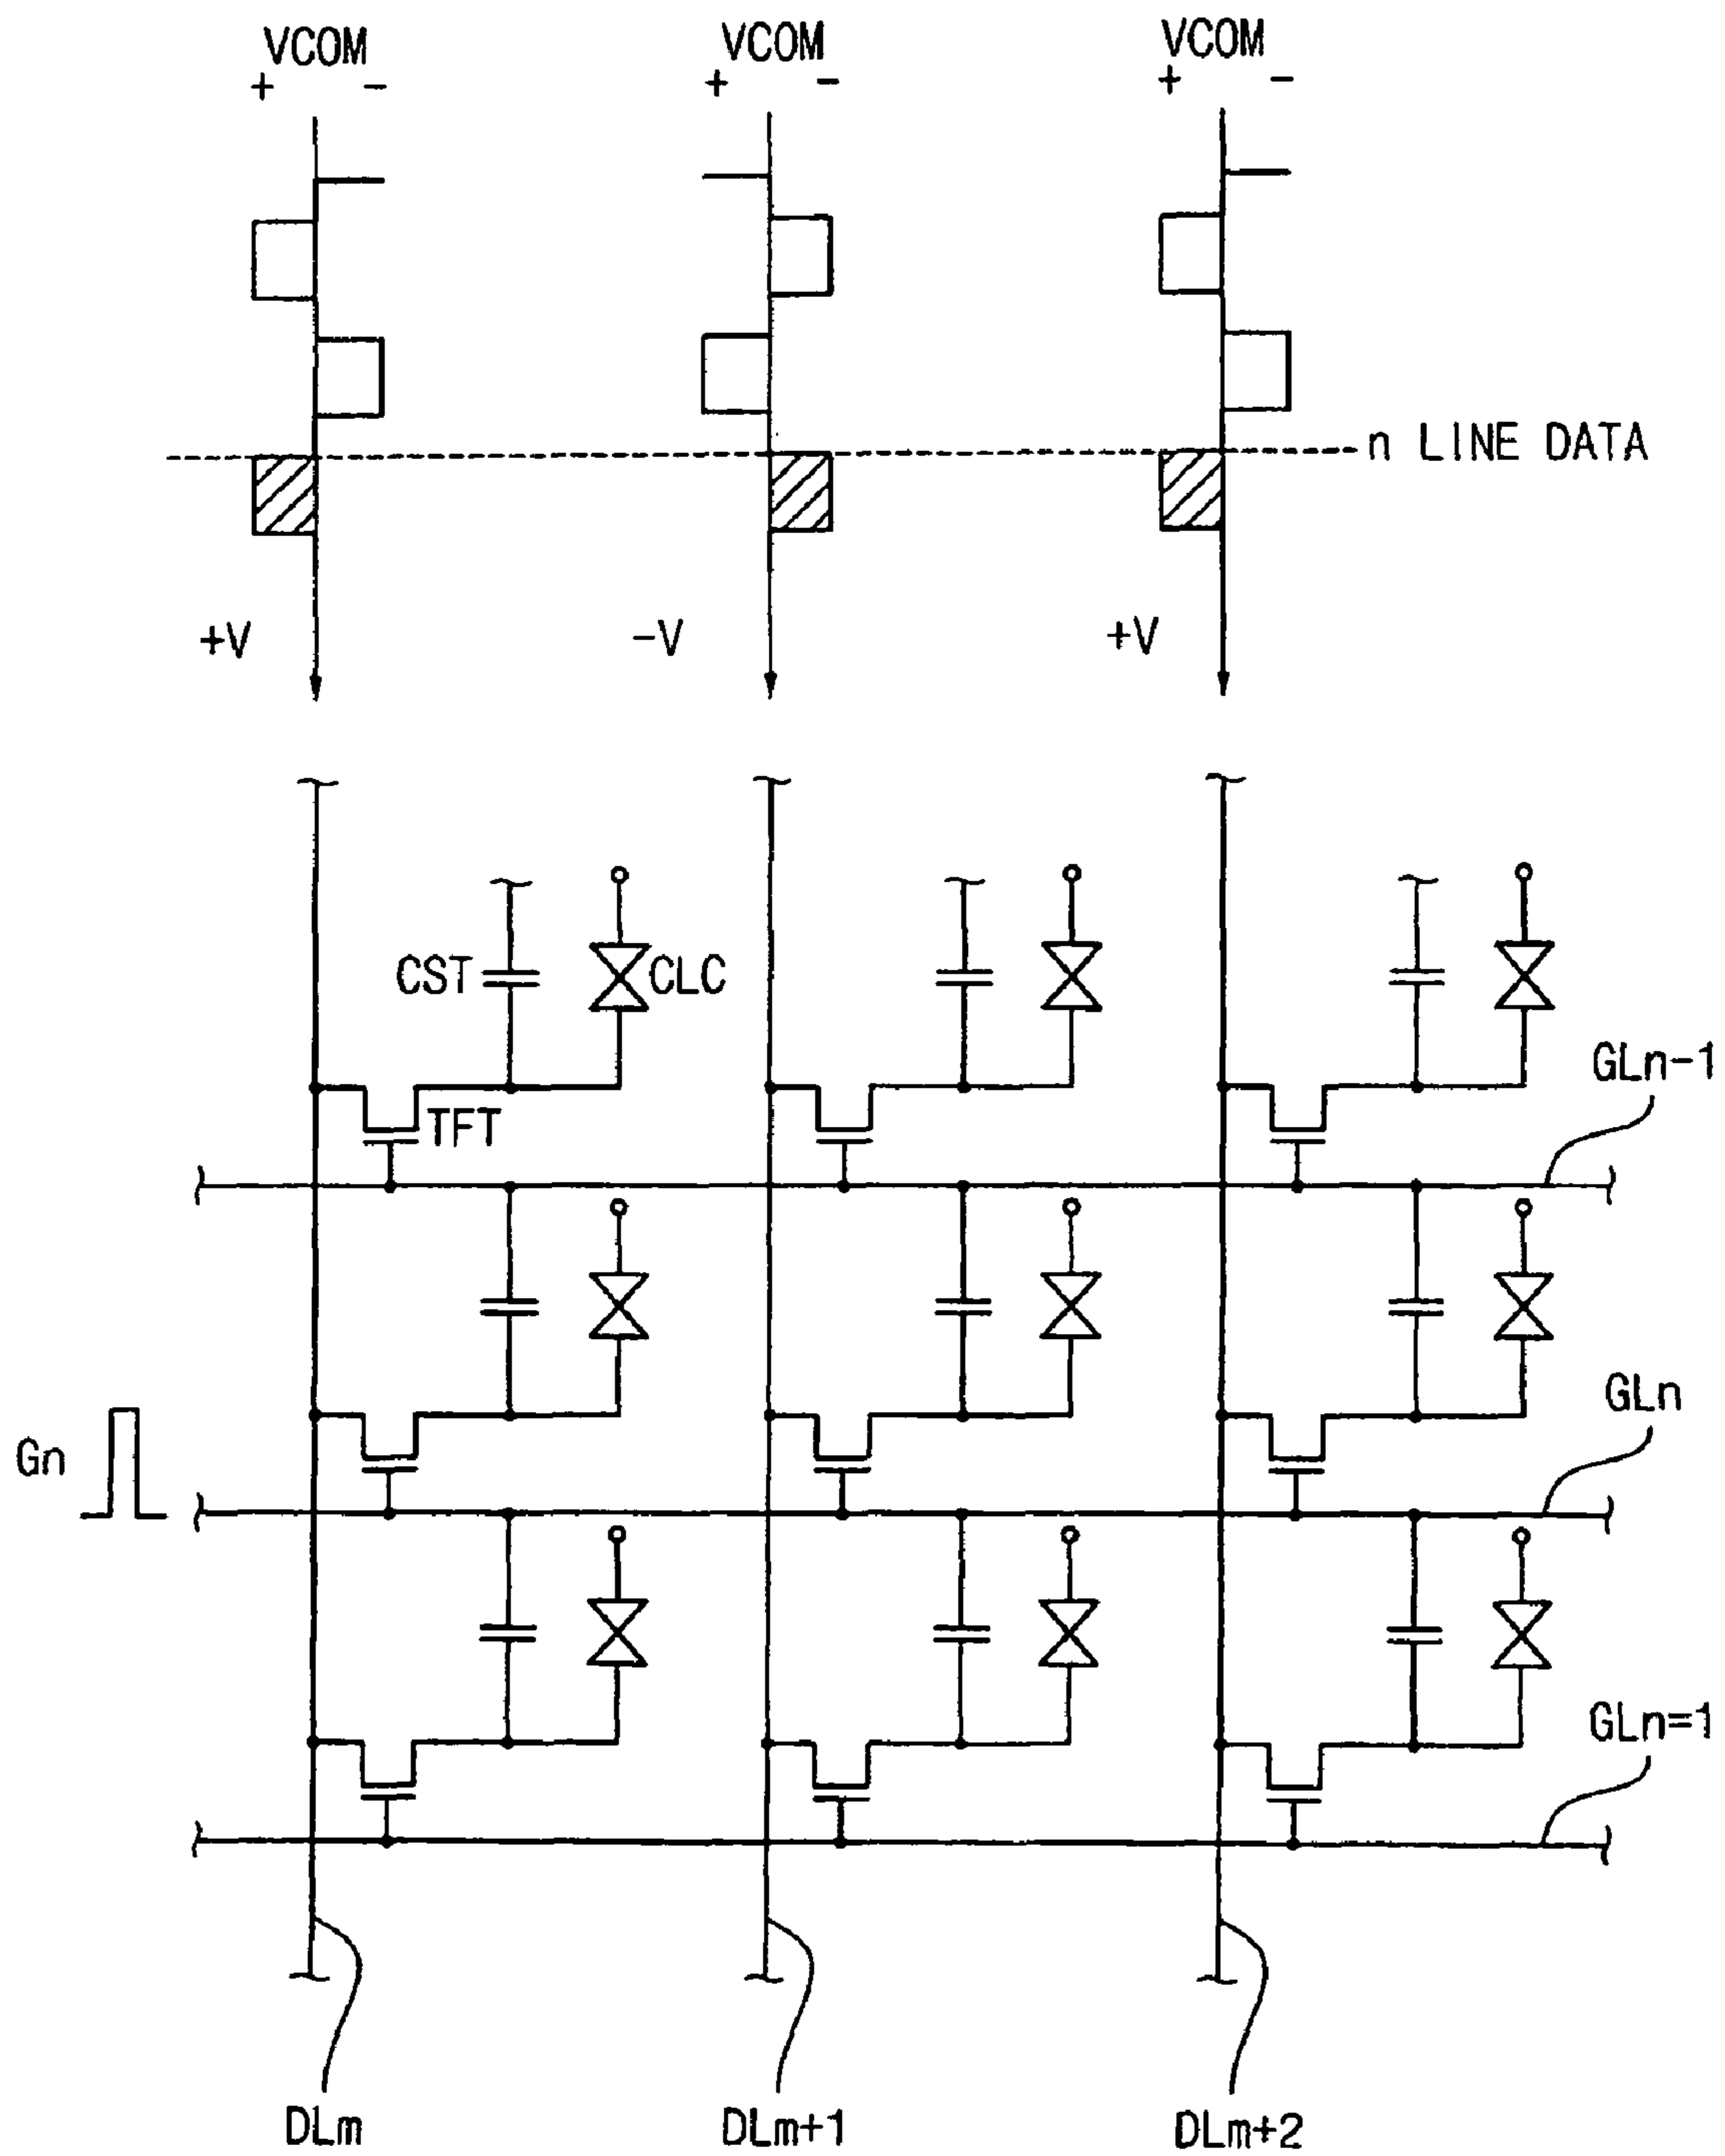 VCOM VCOM VCOM
+ - + - + -
n LINE DATA
+V -V +V
CST CLC
GLn-1
TFT
GLn
Gn
GLn=1
DLm DLm+1 DLm+2